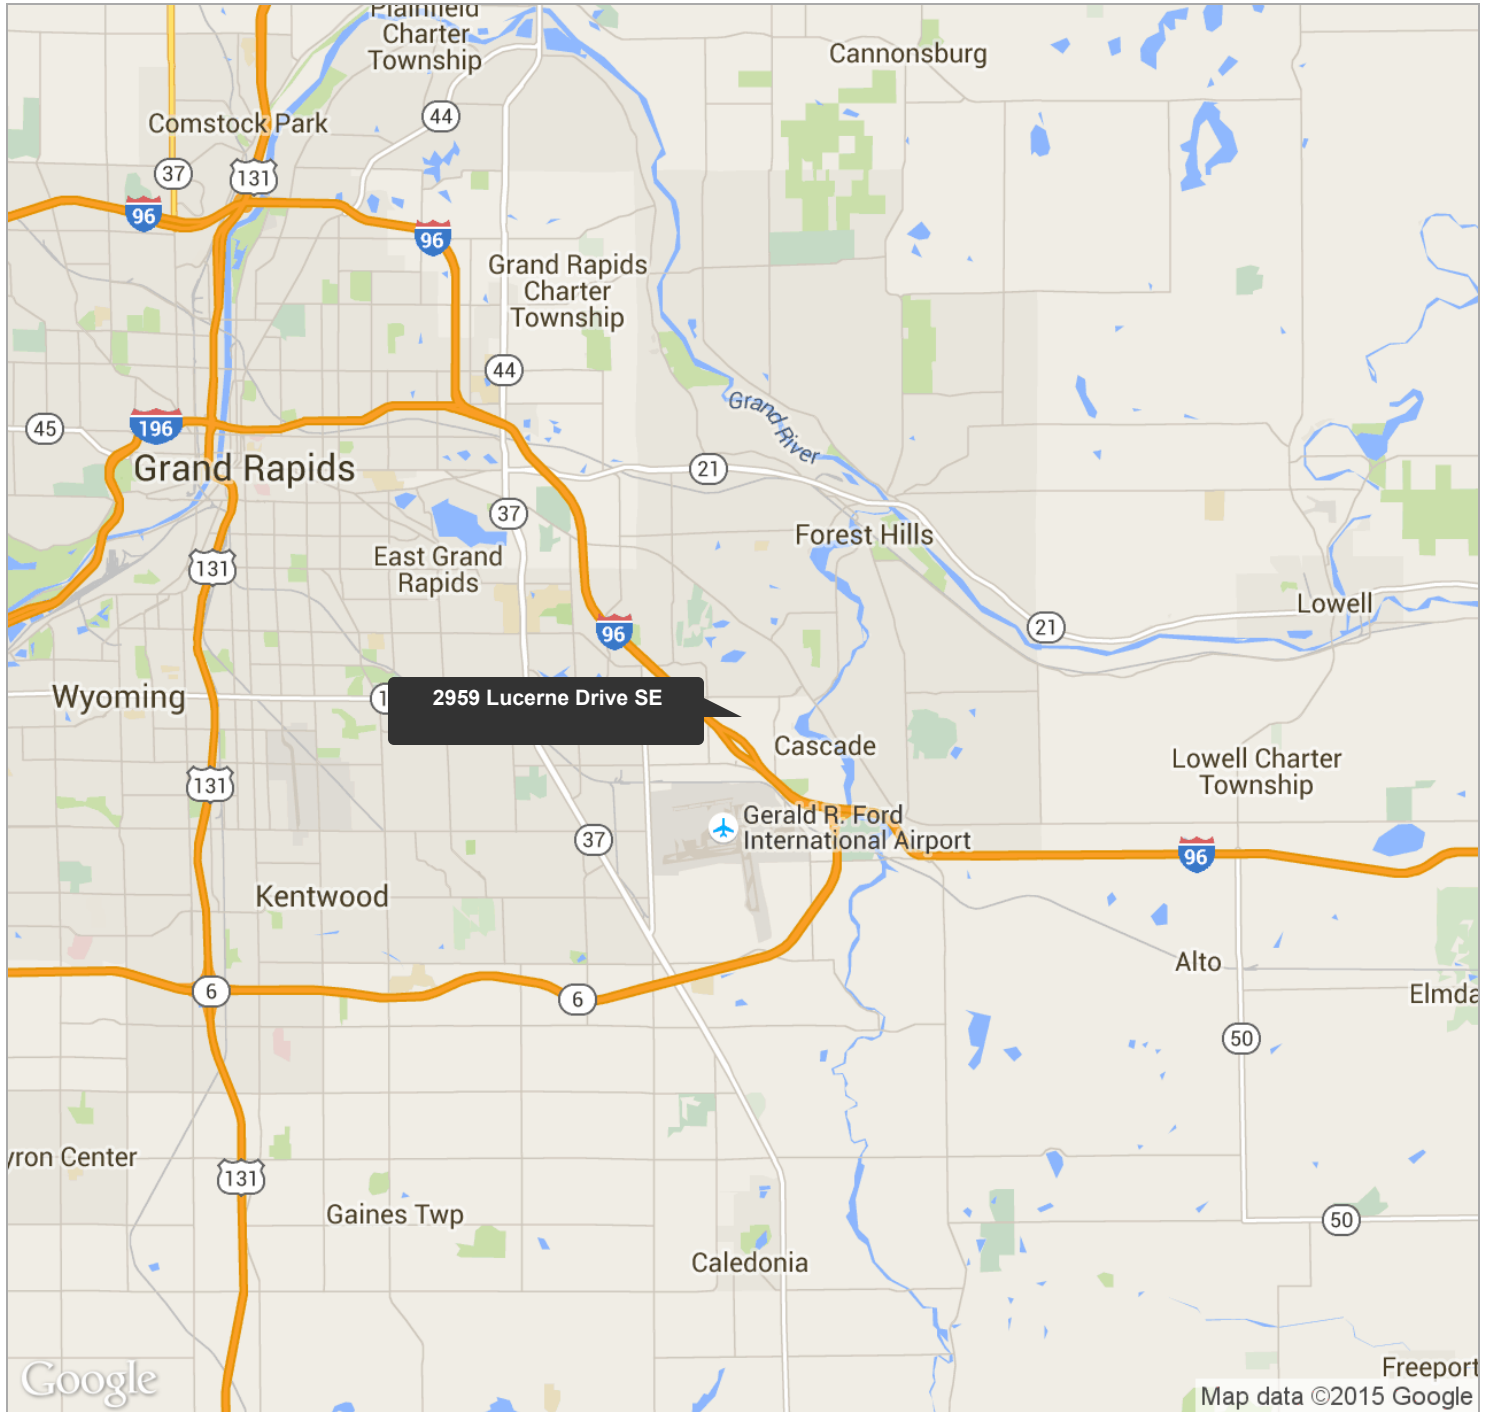 Plainfield
Charter
Township
Cannonsburg
Comstock Park
44
37
131
96
96
Grand Rapids
Charter
Township
44
Grand River
45
196
Grand Rapids
21
37
Forest Hills
East Grand
Rapids
131
Lowell
96
21
Wyoming
1
2959 Lucerne Drive SE
Cascade
Lowell Charter
Township
131
Gerald R. Ford
International Airport
37
96
Kentwood
Alto
6
6
Elmda
50
yron Center
131
Gaines Twp
50
Caledonia
Freeport
Google
Map data ©2015 Google